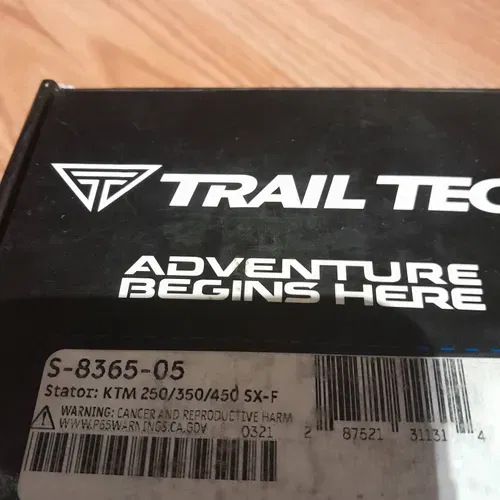 TRAIL TEC
ADVENTURE
BEGINS HERE
S-8365-05
Stator: KTM 250/350/450 SX-F
WARNING: CANCER AND REPRODUCTIVE HARM
WWW.P65WARNINGS.CA.GOV
0321 2 87521 31131 4